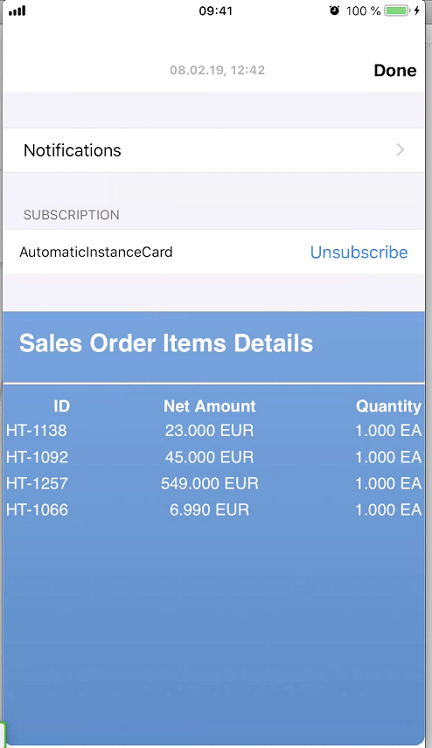 09:41 100 %
08.02.19, 12:42 Done
Notifications
SUBSCRIPTION
AutomaticInstanceCard Unsubscribe
Sales Order Items Details
ID Net Amount Quantity
HT-1138 23.000 EUR 1.000 EA
HT-1092 45.000 EUR 1.000 EA
HT-1257 549.000 EUR 1.000 EA
HT-1066 6.990 EUR 1.000 EA